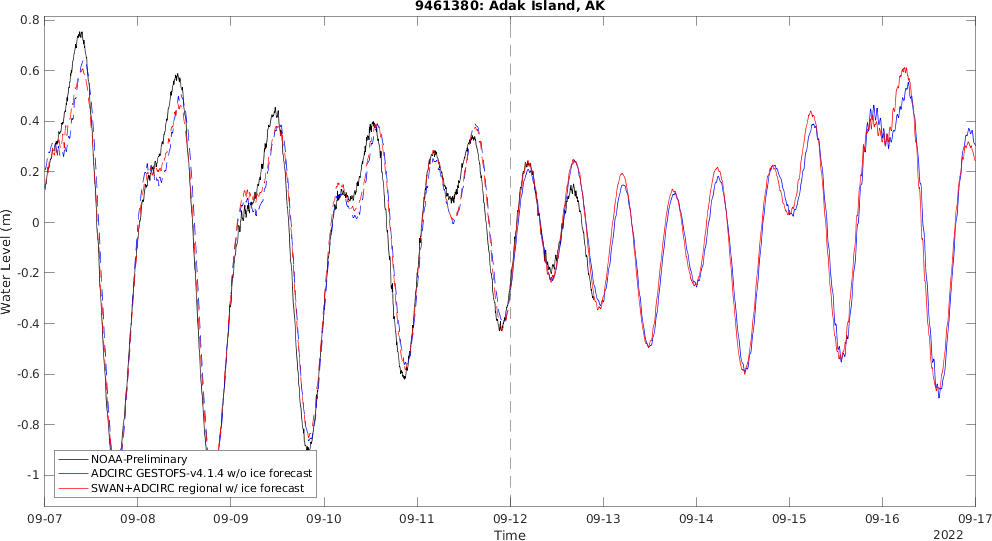 9461380: Adak Island, AK
0.8
0.6
0.4
0.2
0
-0.2
-0.4
-0.6
-0.8
-1
Water Level (m)
NOAA-Preliminary
ADCIRC GESTOFS-v4.1.4 w/o ice forecast
SWAN+ADCIRC regional w/ ice forecast
09-07 09-08 09-09 09-10 09-11 09-12 09-13 09-14 09-15 09-16 09-17
Time
2022